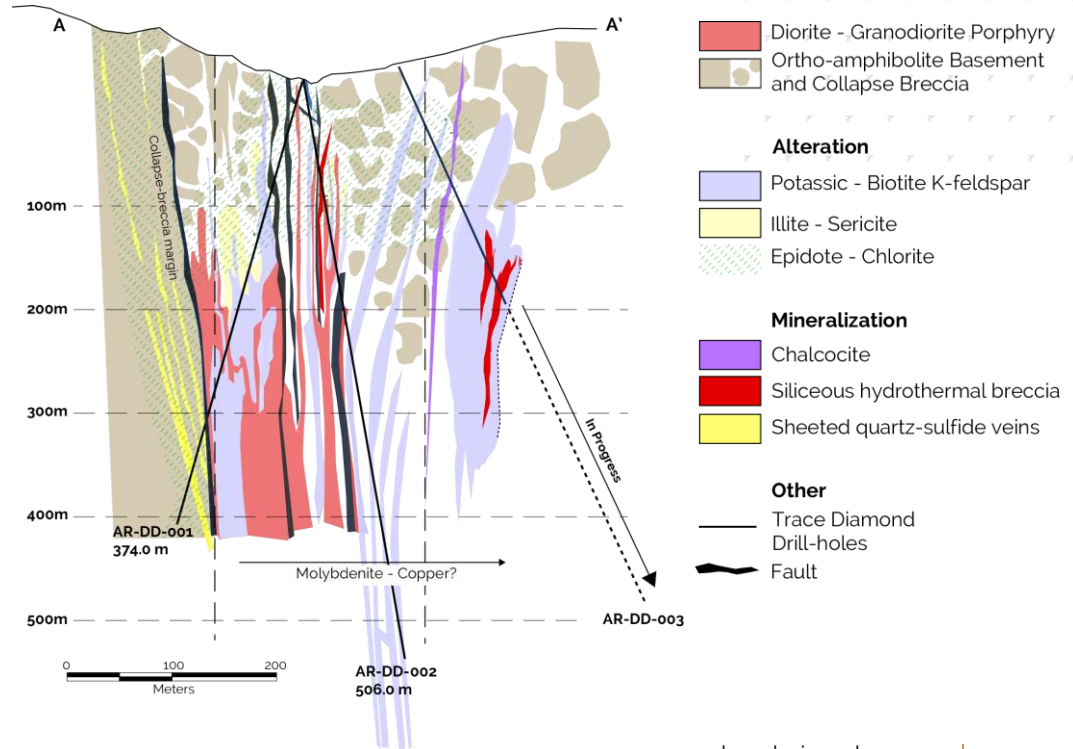 A
A'
Collapse-breccia margin
100m
200m
300m
400m
500m
In Progress
AR-DD-001
374.0 m
Molybdenite - Copper?
AR-DD-003
AR-DD-002
506.0 m
0 100 200
Meters
Diorite - Granodiorite Porphyry
Ortho-amphibolite Basement
and Collapse Breccia
Alteration
Potassic - Biotite K-feldspar
Illite - Sericite
Epidote - Chlorite
Mineralization
Chalcocite
Siliceous hydrothermal breccia
Sheeted quartz-sulfide veins
Other
Trace Diamond
Drill-holes
Fault